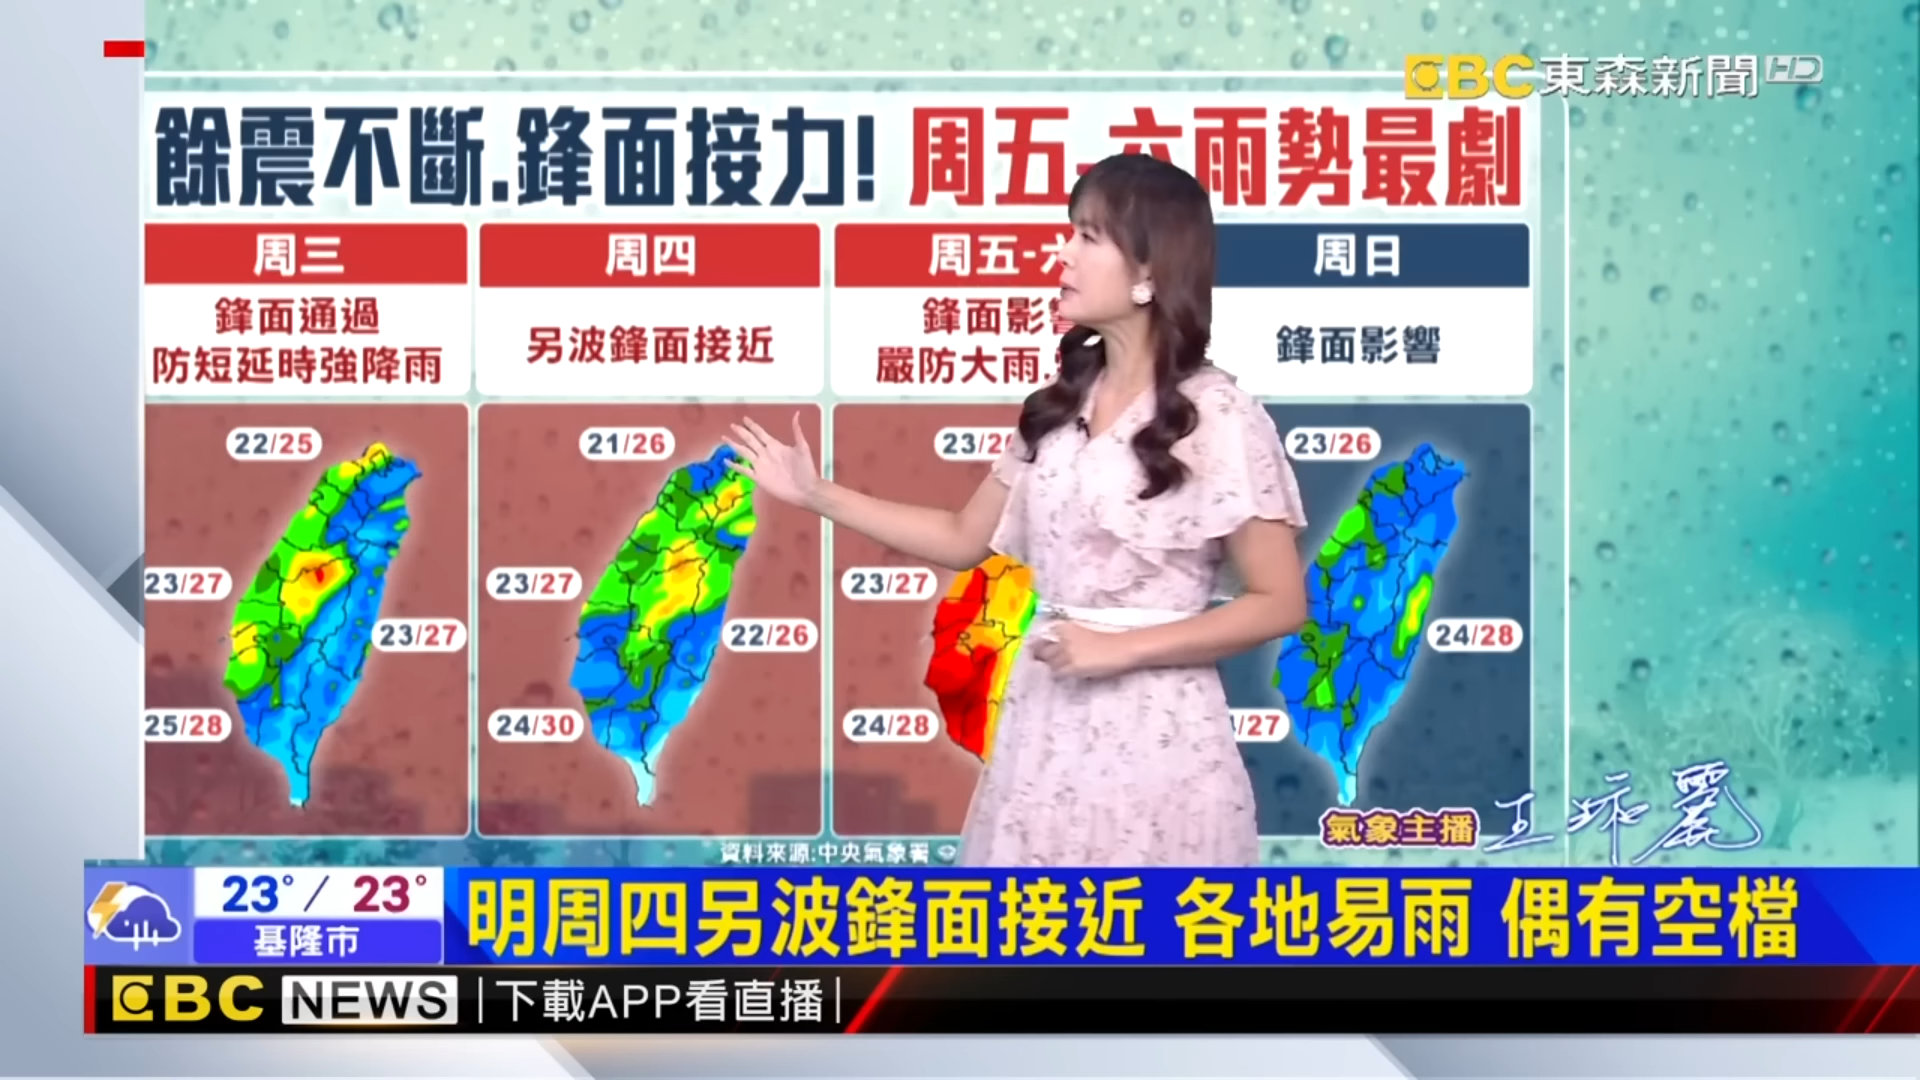 EBC東森新聞HD
餘震不斷.鋒面接力! 周五-六雨勢最劇
周三
鋒面通過
防短延時強降雨
22/25
23/27
23/27
25/28
周四
另波鋒面接近
21/26
23/27
22/26
24/30
周五-六
鋒面影響
嚴防大雨.
23/2
23/27
24/28
周日
鋒面影響
23/26
24/28
/27
氣象主播
資料來源:中央氣象署
23°/ 23°
基隆市
明周四另波鋒面接近 各地易雨 偶有空檔
EBC NEWS |下載APP看直播|